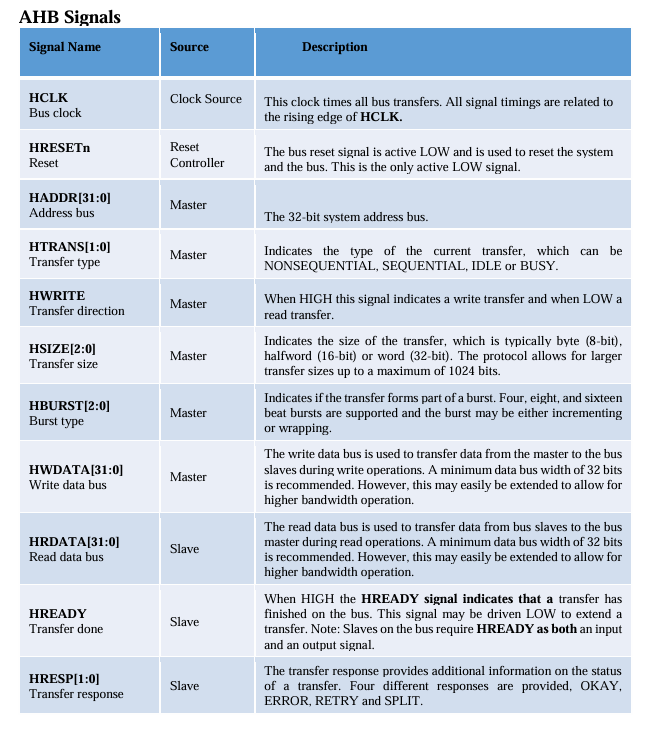 AHB Signals
Signal Name Source Description
HCLK
Bus clock
Clock Source
This clock times all bus transfers. All signal timings are related to
the rising edge of HCLK.
HRESETn
Reset
Reset
Controller
The bus reset signal is active LOW and is used to reset the system
and the bus. This is the only active LOW signal.
HADDR[31:0]
Address bus
Master
The 32-bit system address bus.
HTRANS[1:0]
Transfer type
Master
Indicates the type of the current transfer, which can be
NONSEQUENTIAL, SEQUENTIAL, IDLE or BUSY.
HWRITE
Transfer direction
Master
When HIGH this signal indicates a write transfer and when LOW a
read transfer.
HSIZE[2:0]
Transfer size
Master
Indicates the size of the transfer, which is typically byte (8-bit),
halfword (16-bit) or word (32-bit). The protocol allows for larger
transfer sizes up to a maximum of 1024 bits.
HBURST[2:0]
Burst type
Master
Indicates if the transfer forms part of a burst. Four, eight, and sixteen
beat bursts are supported and the burst may be either incrementing
or wrapping.
HWDATA[31:0]
Write data bus
Master
The write data bus is used to transfer data from the master to the bus
slaves during write operations. A minimum data bus width of 32 bits
is recommended. However, this may easily be extended to allow for
higher bandwidth operation.
HRDATA[31:0]
Read data bus
Slave
The read data bus is used to transfer data from bus slaves to the bus
master during read operations. A minimum data bus width of 32 bits
is recommended. However, this may easily be extended to allow for
higher bandwidth operation.
HREADY
Transfer done
Slave
When HIGH the HREADY signal indicates that a transfer has
finished on the bus. This signal may be driven LOW to extend a
transfer. Note: Slaves on the bus require HREADY as both an input
and an output signal.
HRESP[1:0]
Transfer response
Slave
The transfer response provides additional information on the status
of a transfer. Four different responses are provided, OKAY,
ERROR, RETRY and SPLIT.